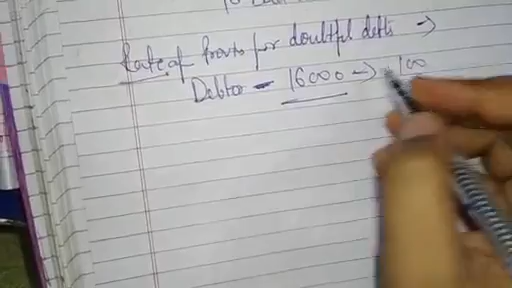 Rate of Provis for doubtful debts →
Debtor - 16000 → 100